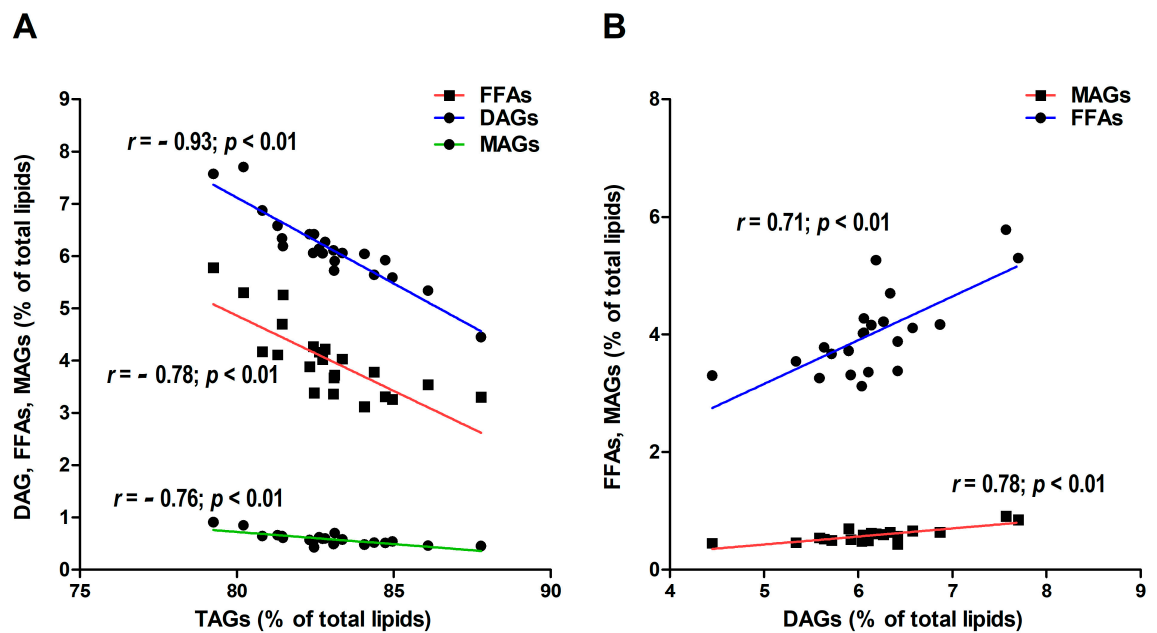 A
B
FFAs
DAGs
MAGs
MAGs
FFAs
r = - 0.93; p < 0.01
r = - 0.78; p < 0.01
r = - 0.76; p < 0.01
r = 0.71; p < 0.01
r = 0.78; p < 0.01
DAG, FFAs, MAGs (% of total lipids)
9
8
7
6
5
4
3
2
1
0
75
80
85
90
TAGs (% of total lipids)
FFAs, MAGs (% of total lipids)
8
6
4
2
0
4
5
6
7
8
9
DAGs (% of total lipids)